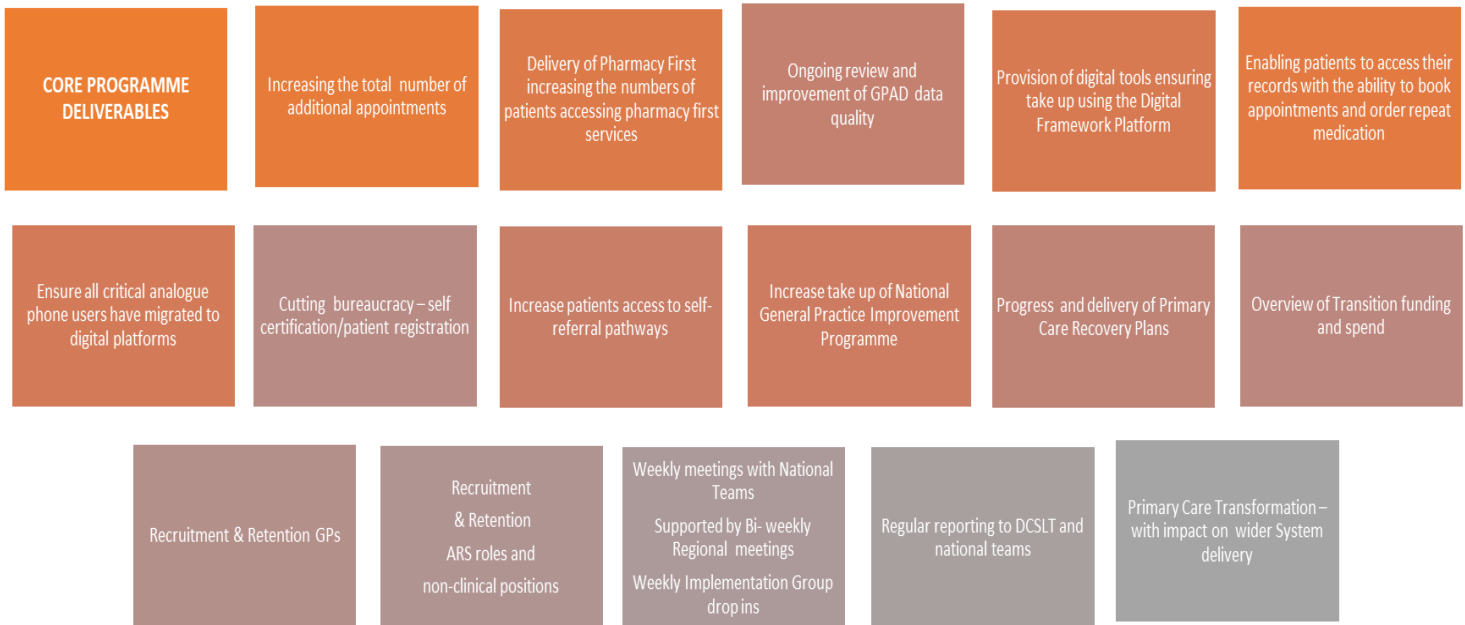 CORE PROGRAMME
DELIVERABLES
Increasing the total number of
additional appointments
Delivery of Pharmacy First
increasing the numbers of
patients accessing pharmacy first
services
Ongoing review and
improvement of GPAD data
quality
Provision of digital tools ensuring
take up using the Digital
Framework Platform
Enabling patients to access their
records with the ability to book
appointments and order repeat
medication
Ensure all critical analogue
phone users have migrated to
digital platforms
Cutting bureaucracy – self
certification/patient registration
Increase patients access to self-
referral pathways
Increase take up of National
General Practice Improvement
Programme
Progress and delivery of Primary
Care Recovery Plans
Overview of Transition funding
and spend
Recruitment & Retention GPs
Recruitment
& Retention
ARS roles and
non-clinical positions
Weekly meetings with National
Teams
Supported by Bi- weekly
Regional meetings
Weekly Implementation Group
drop ins
Regular reporting to DCSLT and
national teams
Primary Care Transformation –
with impact on wider System
delivery